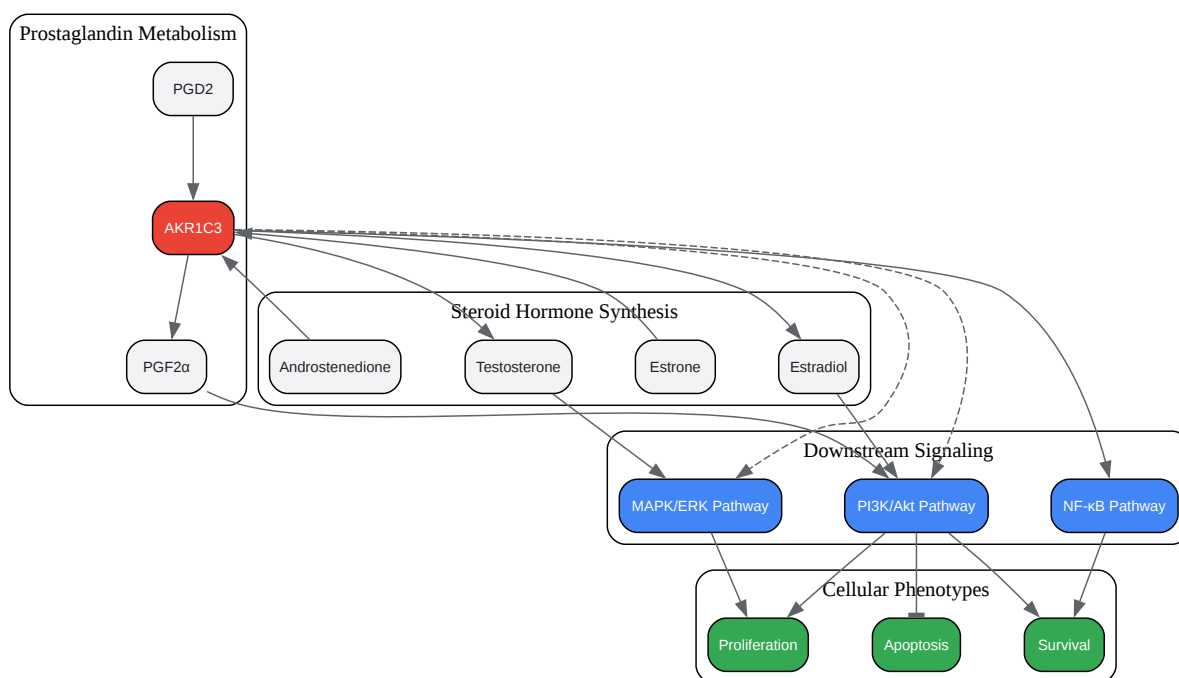 Prostaglandin Metabolism
PGD2
AKR1C3
PGF2α
Steroid Hormone Synthesis
Androstenedione
Testosterone
Estrone
Estradiol
Downstream Signaling
MAPK/ERK Pathway
PI3K/Akt Pathway
NF-κB Pathway
Cellular Phenotypes
Proliferation
Apoptosis
Survival